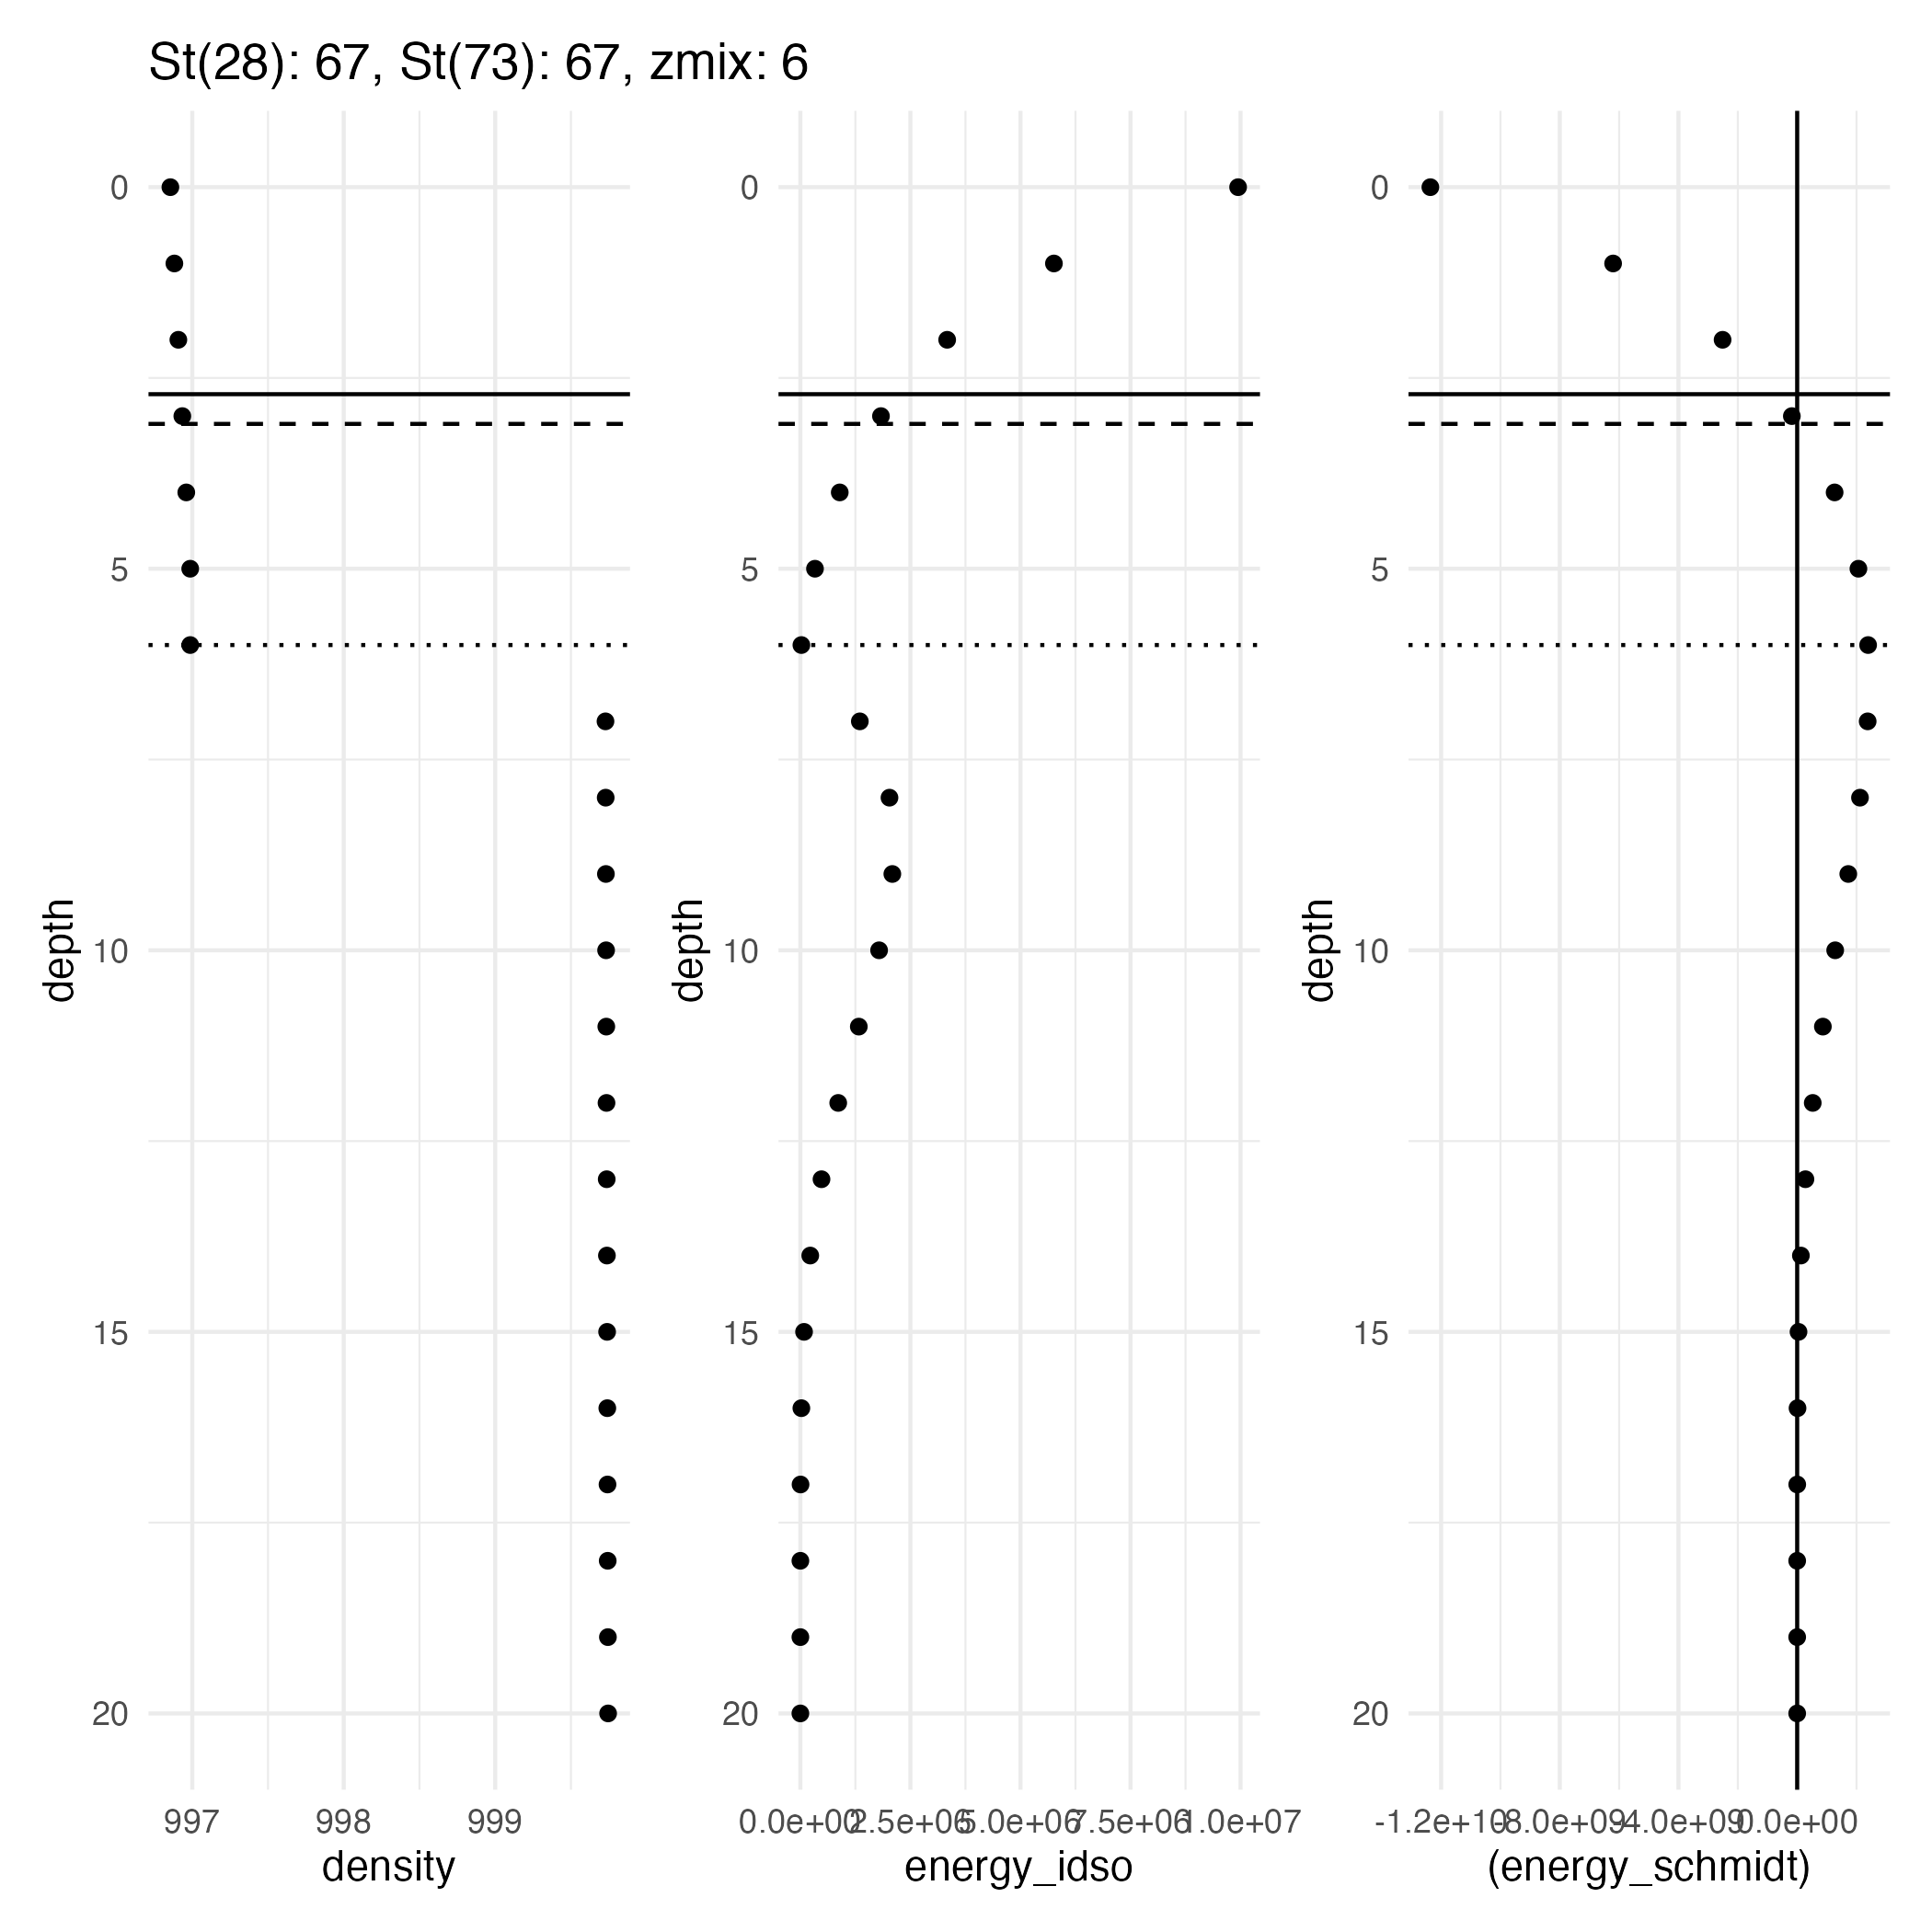 St(28): 67, St(73): 67, zmix: 6
depth
0
5
10
15
20
997 998 999
density
depth
0
5
10
15
20
0.0e+00 2.5e+06 5.0e+06 7.5e+06 1.0e+07
energy_idso
depth
0
5
10
15
20
-1.2e+10 -8.0e+09 -4.0e+09 0.0e+00
(energy_schmidt)